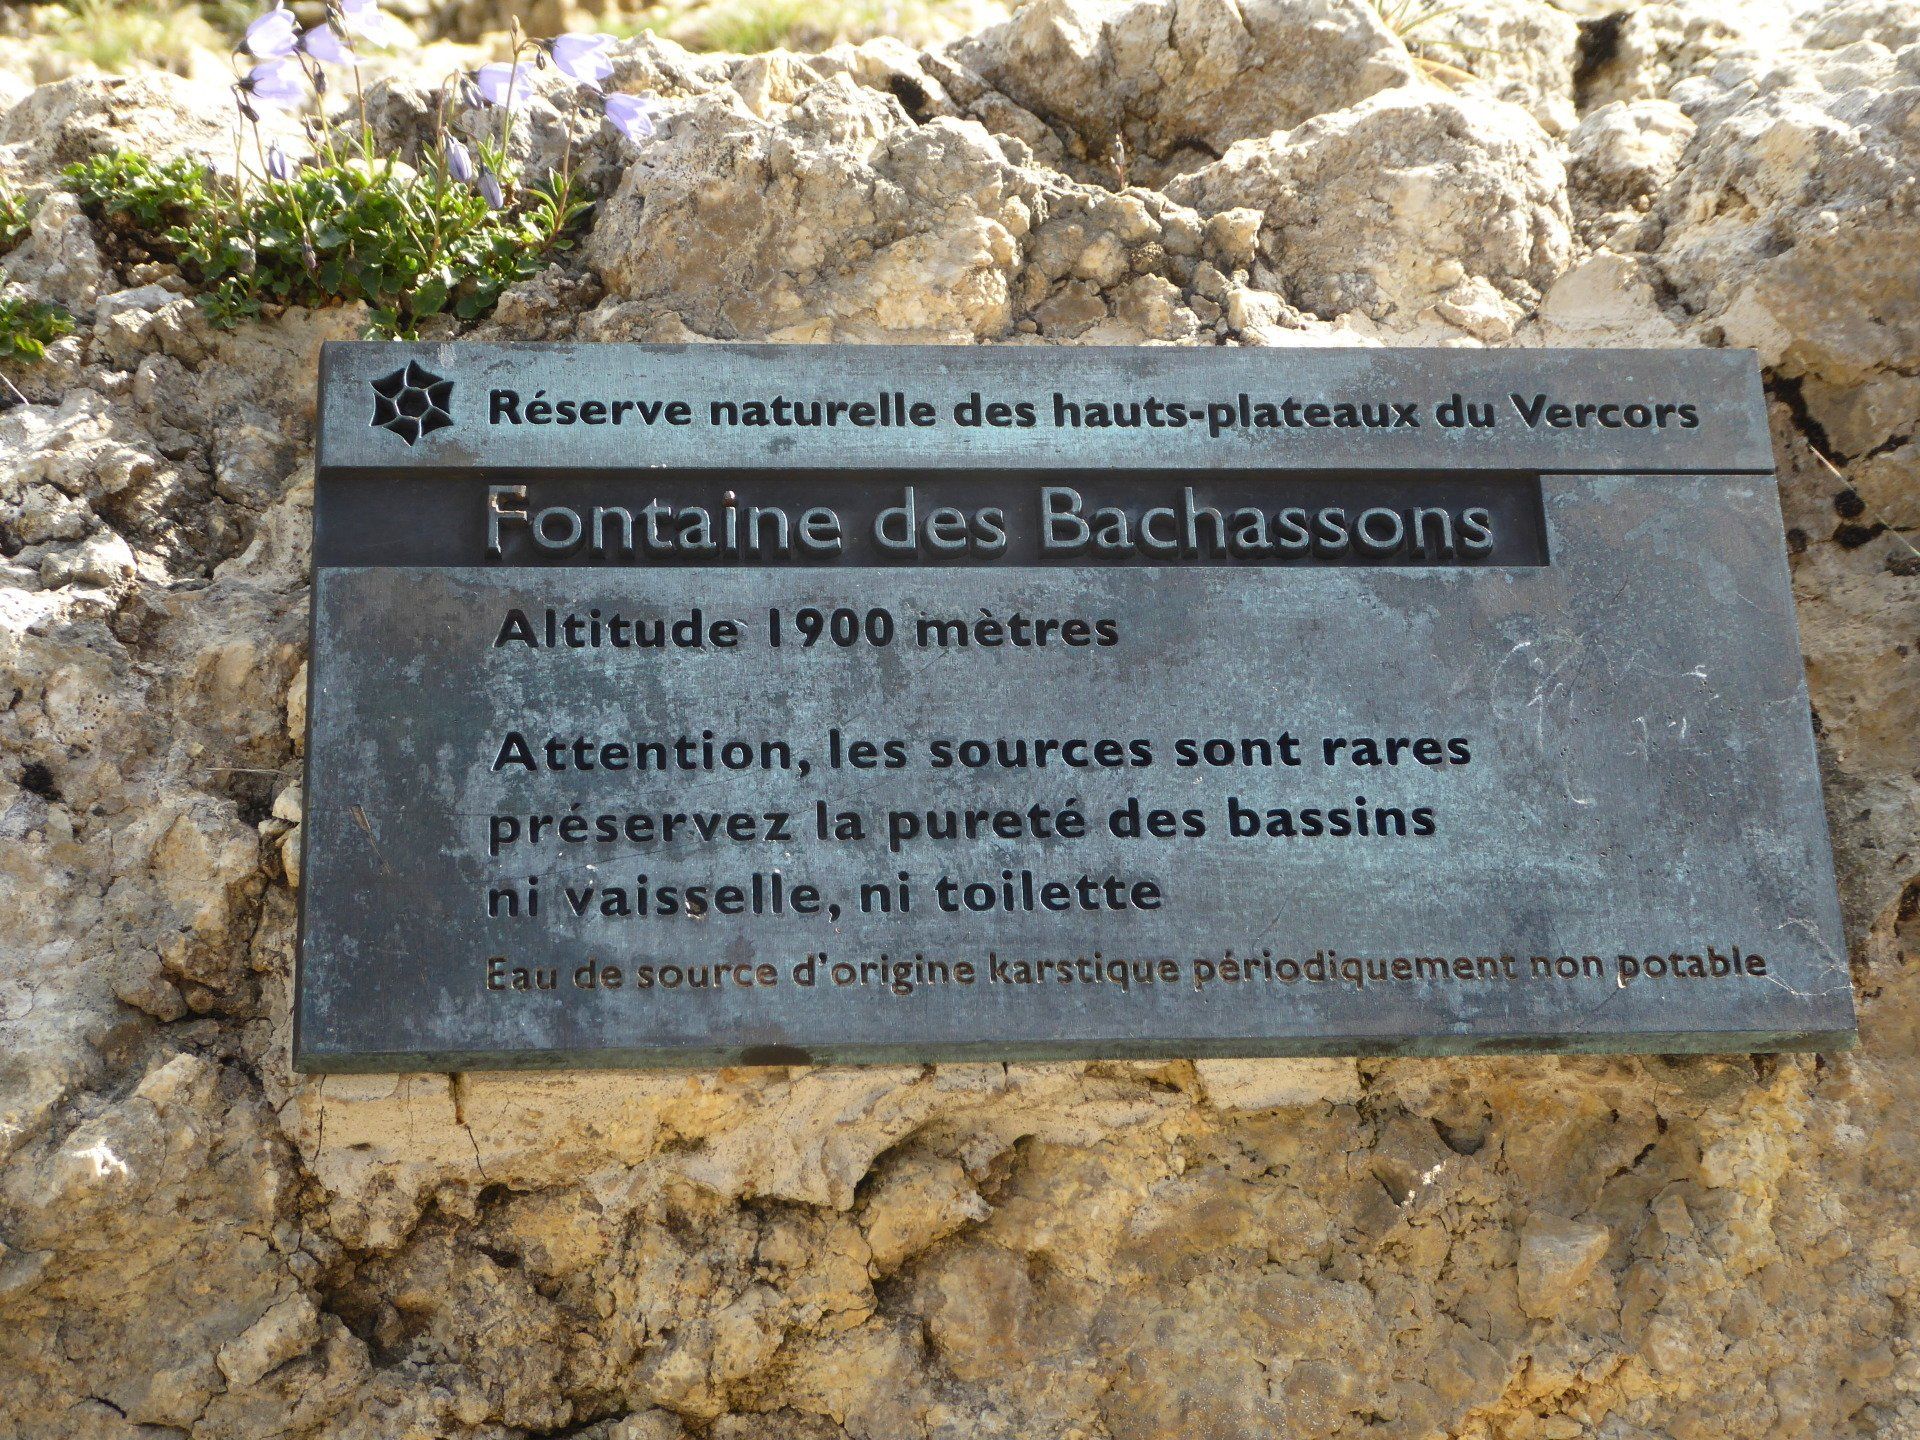 Réserve naturelle des hauts-plateaux du Vercors
Fontaine des Bachassons
Altitude 1900 mètres
Attention, les sources sont rares
préservez la pureté des bassins
ni vaisselle, ni toilette
Eau de source d'origine karstique périodiquement non potable